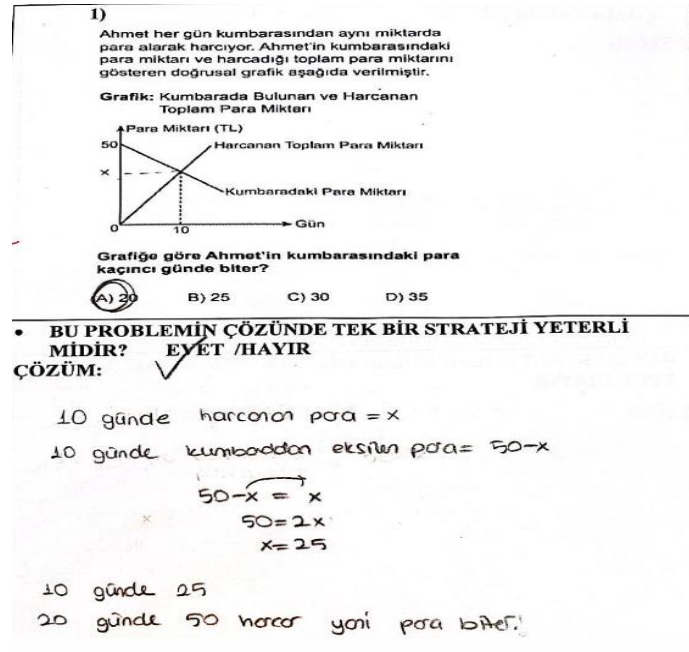 1)
Ahmet her gün kumbarasından aynı miktarda
para alarak harcıyor. Ahmet'in kumbarasındaki
para miktarı ve harcadığı toplam para miktarını
gösteren doğrusal grafik aşağıda verilmiştir.
Grafik: Kumbarada Bulunan ve Harcanan
Toplam Para Miktarı
Para Miktarı (TL)
50
Harcanan Toplam Para Miktarı
x
Kumbaradaki Para Miktarı
Gün
0
10
Grafiğe göre Ahmet'in kumbarasındaki para
kaçıncı günde biter?
A) 20 B) 25 C) 30 D) 35
• BU PROBLEMİN ÇÖZÜNDE TEK BİR STRATEJİ YETERLİ
MİDİR? EVET /HAYIR
ÇÖZÜM:
10 günde harcanan para = x
10 günde kumbaddan eksilen para = 50-x
50-x = x
50=2x
x=25
10 günde 25
20 günde 50 harcar yani para biter.